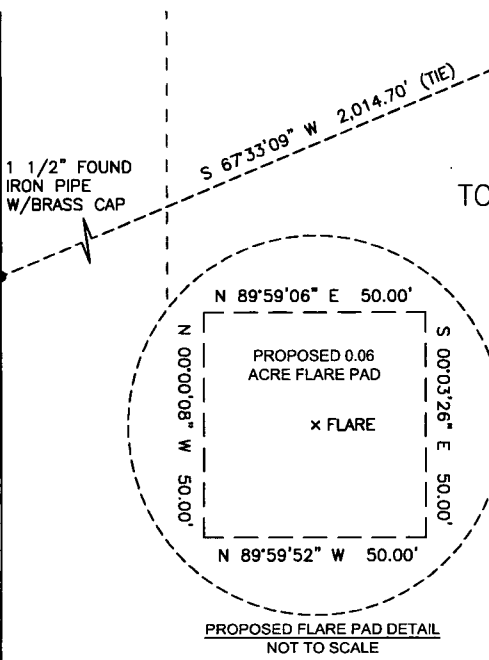 S 67°33'09" W 2,014.70' (TIE)
1 1/2" FOUND
IRON PIPE
W/BRASS CAP
TO
N 89°59'06" E 50.00'
N 00°00'08" W 50.00'
PROPOSED 0.06
ACRE FLARE PAD
× FLARE
S 00°03'26" E 50.00'
N 89°59'52" W 50.00'
PROPOSED FLARE PAD DETAIL
NOT TO SCALE